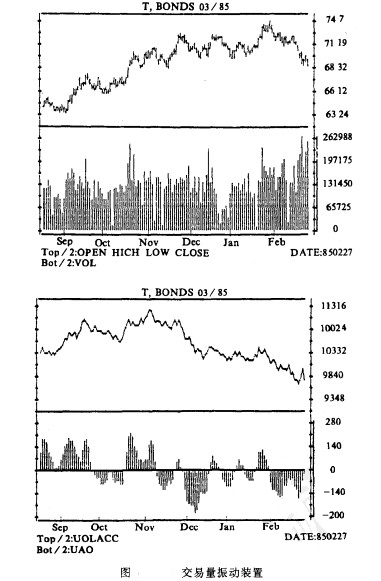 T, BONDS 03/85
74 7
71 19
68 32
66 12
63 24
262988
197175
131450
65725
0
Sep Oct Nov Dec Jan Feb
Top/2:OPEN HICH LOW CLOSE DATE:850227
Bot/2:VOL
T, BONDS 03/85
11316
10024
10332
9840
9348
280
140
0
-140
-200
Sep Oct Nov Dec Jan Feb
Top/2:UOLACC DATE:850227
Bot/2:UAO
图 交易量振动装置